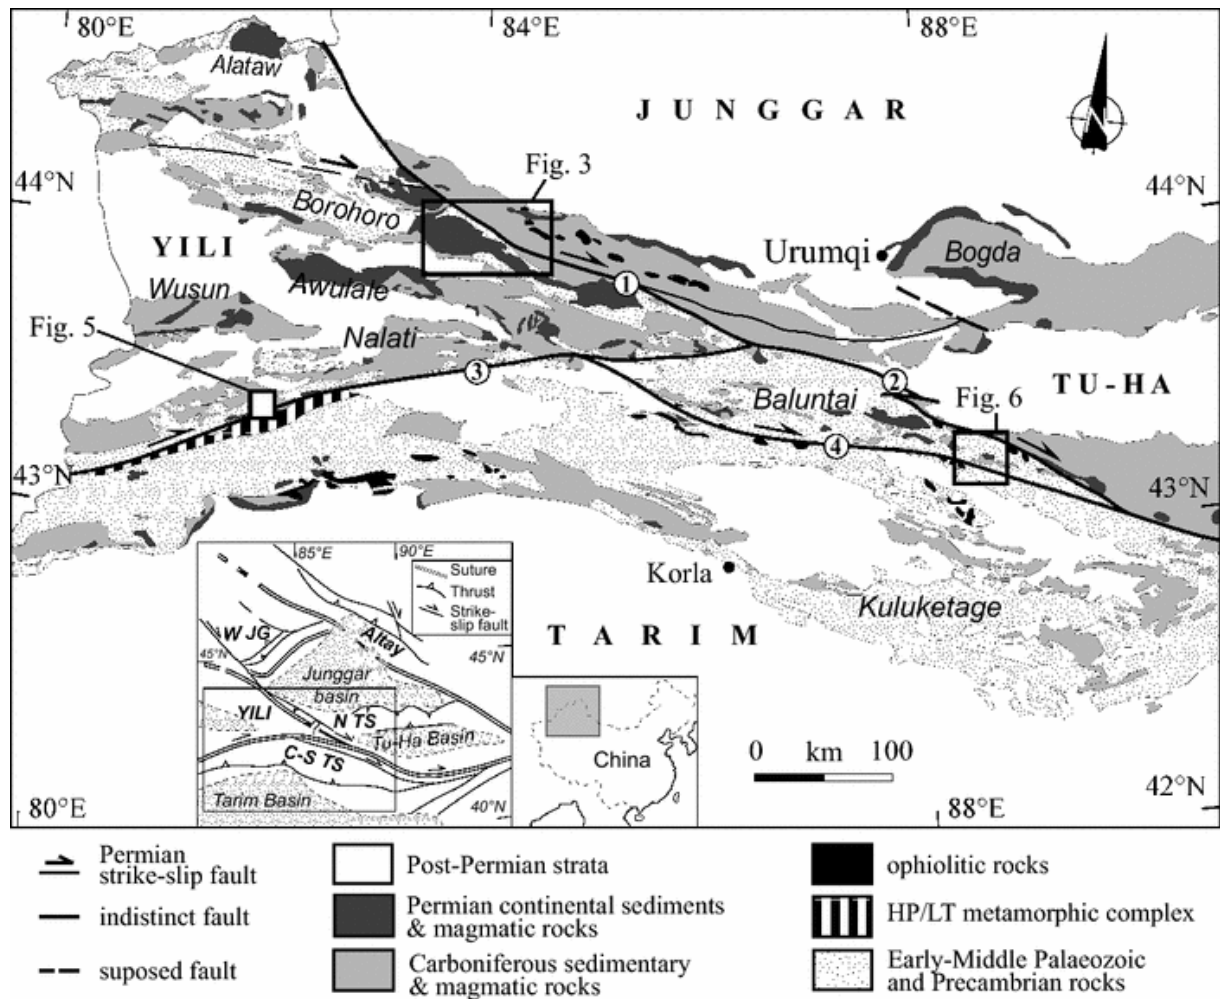 80°E
84°E
88°E
Alataw
J U N G G A R
N
44°N
Fig. 3
44°N
Borohoro
YILI
Urumqi
Bogda
Wusun
Awulale
1
Fig. 5
Nalati
3
2
TU-HA
Baluntai
Fig. 6
4
43°N
43°N
Korla
Kuluketage
T A R I M
85°E
90°E
Suture
Thrust
Strike-
slip fault
W JG
Altay
45°N
45°N
Junggar
basin
YILI
N TS
Tu-Ha Basin
C-S TS
Tarim Basin
40°N
China
0 km 100
80°E
88°E
42°N
Permian
strike-slip fault
indistinct fault
suposed fault
Post-Permian strata
Permian continental sediments
& magmatic rocks
Carboniferous sedimentary
& magmatic rocks
ophiolitic rocks
HP/LT metamorphic complex
Early-Middle Palaeozoic
and Precambrian rocks